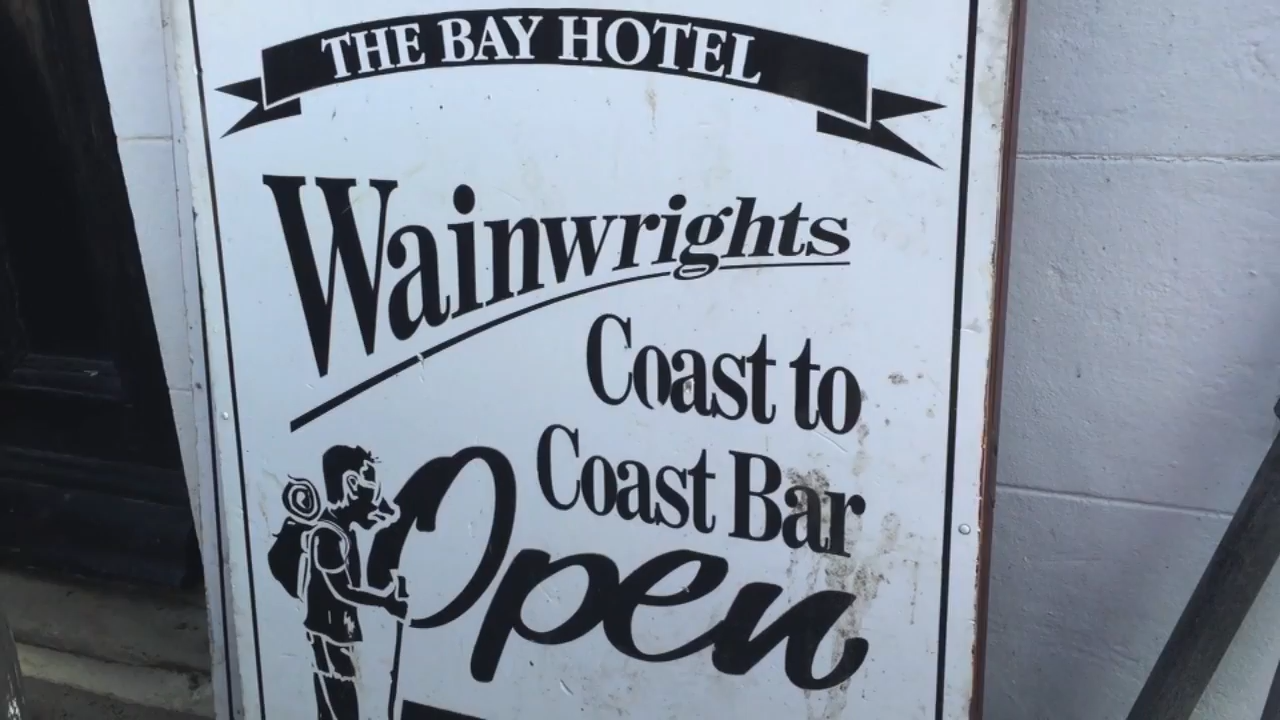 THE BAY HOTEL
Wainwrights
Coast to
Coast Bar
Open